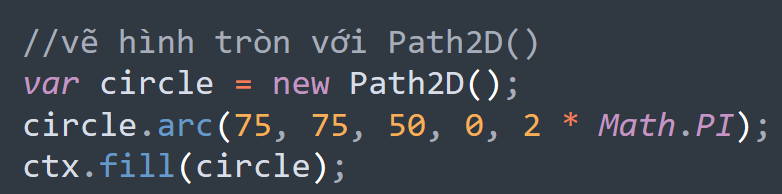 //vẽ hình tròn với Path2D()
var circle = new Path2D();
circle.arc(75, 75, 50, 0, 2 * Math.PI);
ctx.fill(circle);